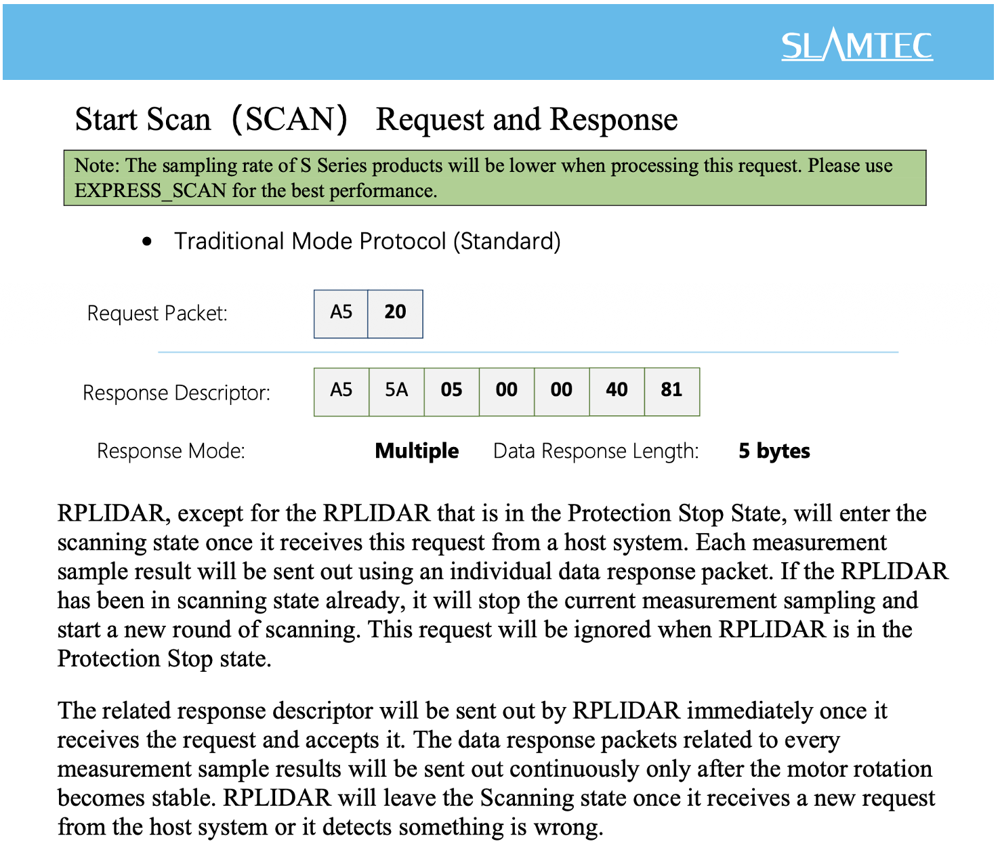 SLAMTEC
Start Scan（SCAN） Request and Response
Note: The sampling rate of S Series products will be lower when processing this request. Please use
EXPRESS_SCAN for the best performance.
• Traditional Mode Protocol (Standard)
Request Packet: A5 20
Response Descriptor: A5 5A 05 00 00 40 81
Response Mode: Multiple Data Response Length: 5 bytes
RPLIDAR, except for the RPLIDAR that is in the Protection Stop State, will enter the
scanning state once it receives this request from a host system. Each measurement
sample result will be sent out using an individual data response packet. If the RPLIDAR
has been in scanning state already, it will stop the current measurement sampling and
start a new round of scanning. This request will be ignored when RPLIDAR is in the
Protection Stop state.
The related response descriptor will be sent out by RPLIDAR immediately once it
receives the request and accepts it. The data response packets related to every
measurement sample results will be sent out continuously only after the motor rotation
becomes stable. RPLIDAR will leave the Scanning state once it receives a new request
from the host system or it detects something is wrong.